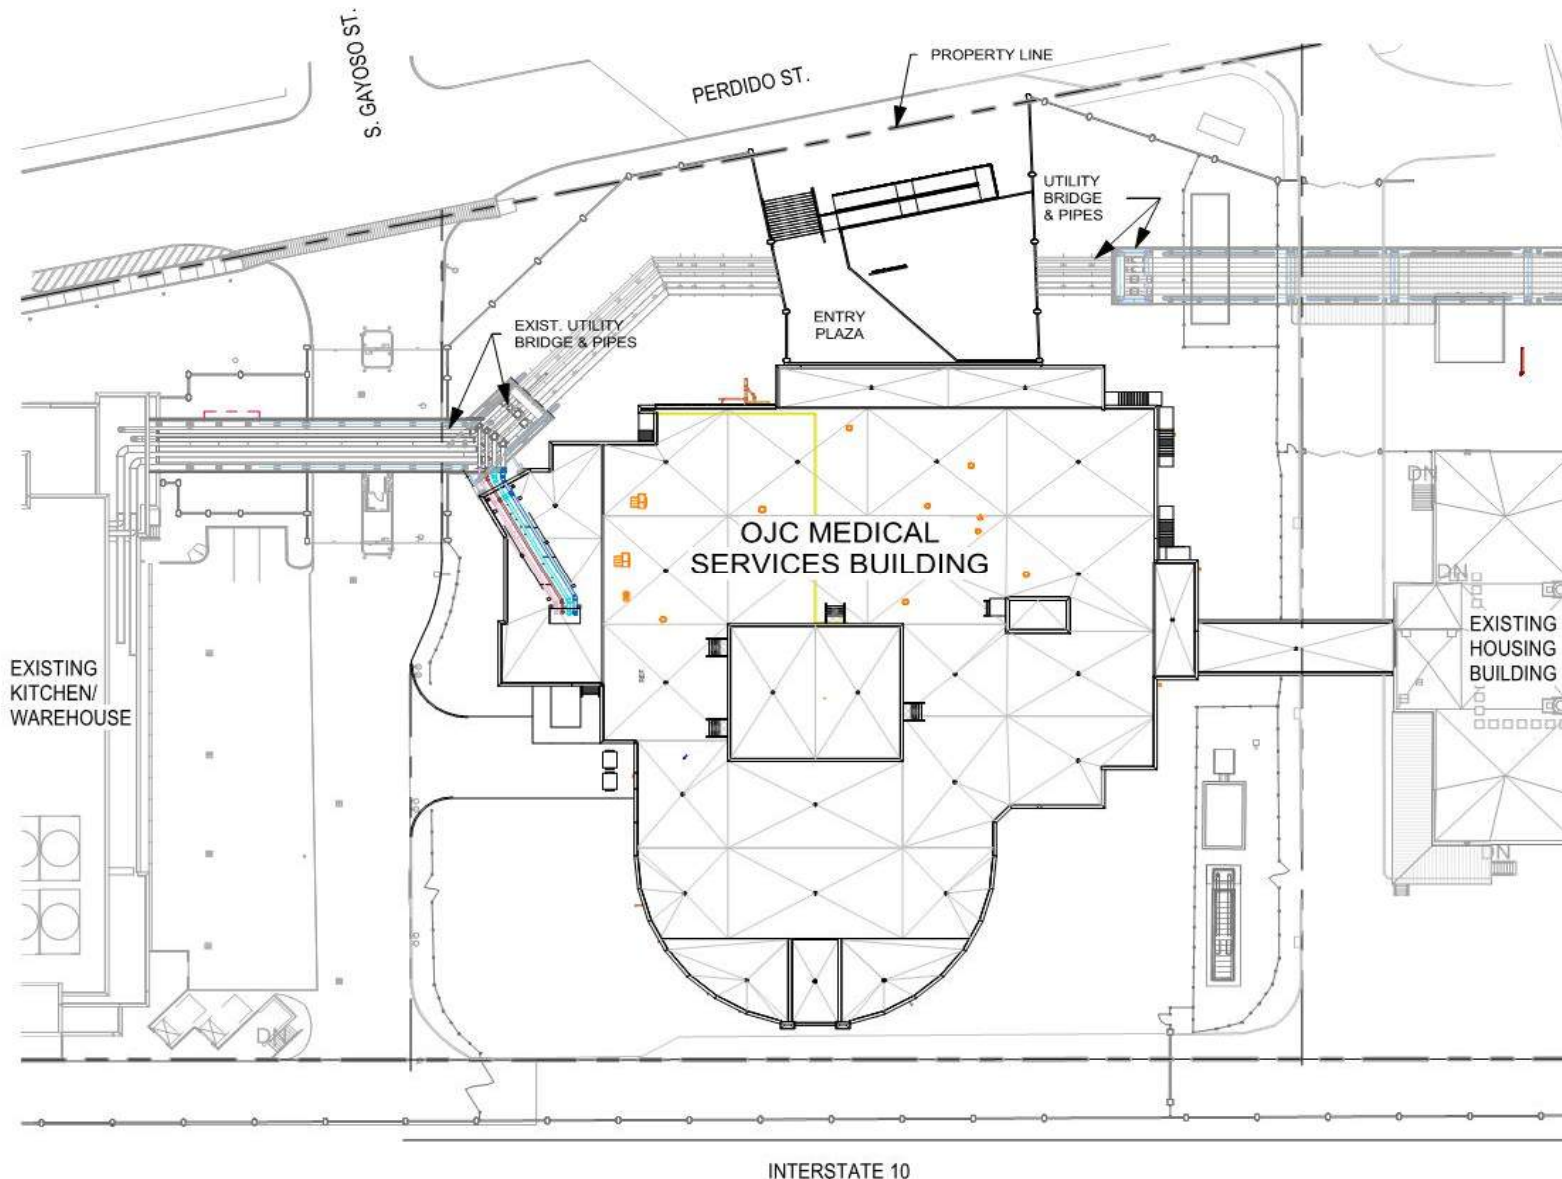 S. GAYOSO ST.
PERDIDO ST.
PROPERTY LINE
UTILITY
BRIDGE
& PIPES
EXIST. UTILITY
BRIDGE & PIPES
ENTRY
PLAZA
DN
OJC MEDICAL
SERVICES BUILDING
DN
EXISTING
HOUSING
BUILDING
EXISTING
KITCHEN/
WAREHOUSE
REF
DN
DN
INTERSTATE 10